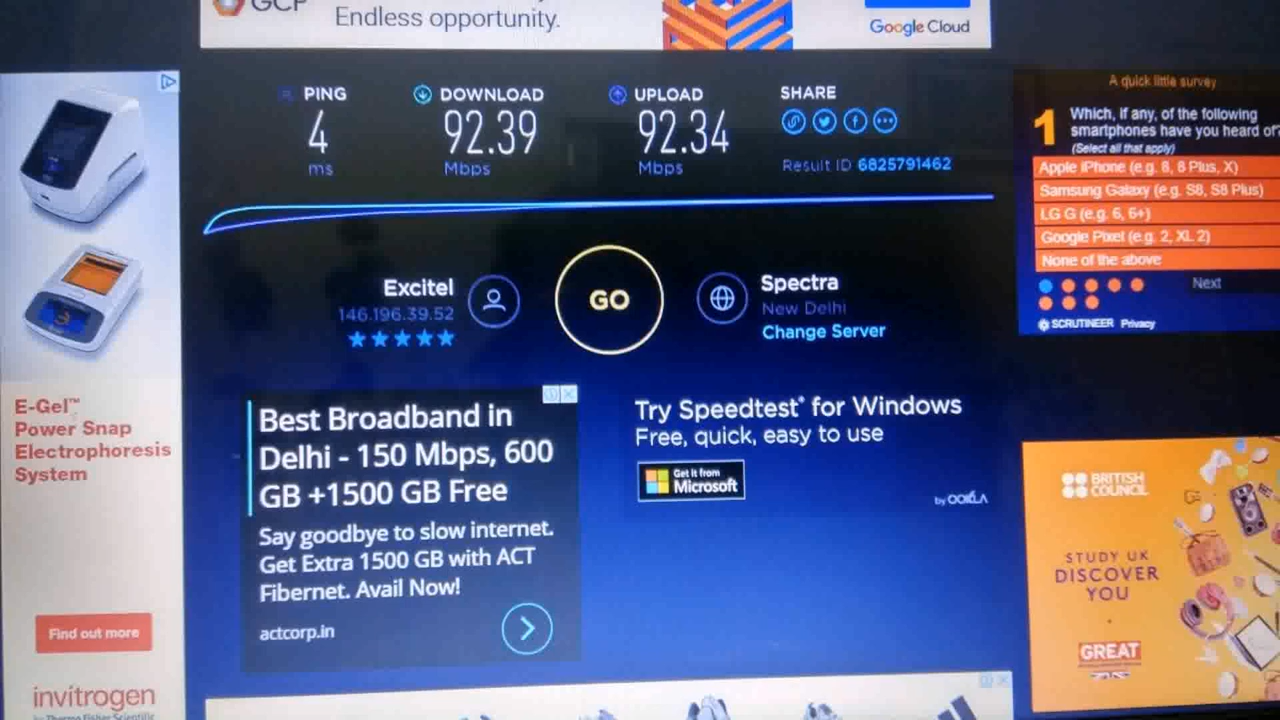 GCP
Endless opportunity.
Google Cloud
PING
4
ms
DOWNLOAD
92.39
Mbps
UPLOAD
92.34
Mbps
SHARE
Result ID 6825791462
Excitel
146.196.39.52
GO
Spectra
New Delhi
Change Server
Best Broadband in
Delhi - 150 Mbps, 600
GB +1500 GB Free
Say goodbye to slow internet.
Get Extra 1500 GB with ACT
Fibernet. Avail Now!
actcorp.in
Try Speedtest* for Windows
Free, quick, easy to use
Get it from
Microsoft
by OOKLA
E-Gel™
Power Snap
Electrophoresis
System
Find out more
invitrogen
by Thermo Fisher Scientific
A quick little survey
1
Which, if any, of the following
smartphones have you heard of?
(Select all that apply)
Apple iPhone (e.g. 8, 8 Plus, X)
Samsung Galaxy (e.g. S8, S8 Plus)
LG G (e.g. 6, 6+)
Google Pixel (e.g. 2, XL 2)
None of the above
Next
SCRUTINEER Privacy
BRITISH
COUNCIL
STUDY UK
DISCOVER
YOU
GREAT